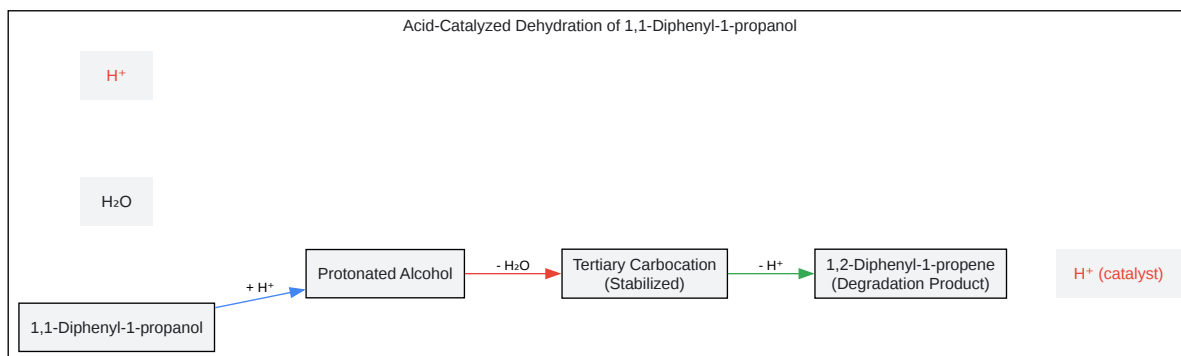 Acid-Catalyzed Dehydration of 1,1-Diphenyl-1-propanol
H⁺
H₂O
1,1-Diphenyl-1-propanol
+ H⁺
Protonated Alcohol
- H₂O
Tertiary Carbocation
(Stabilized)
- H⁺
1,2-Diphenyl-1-propene
(Degradation Product)
H⁺ (catalyst)